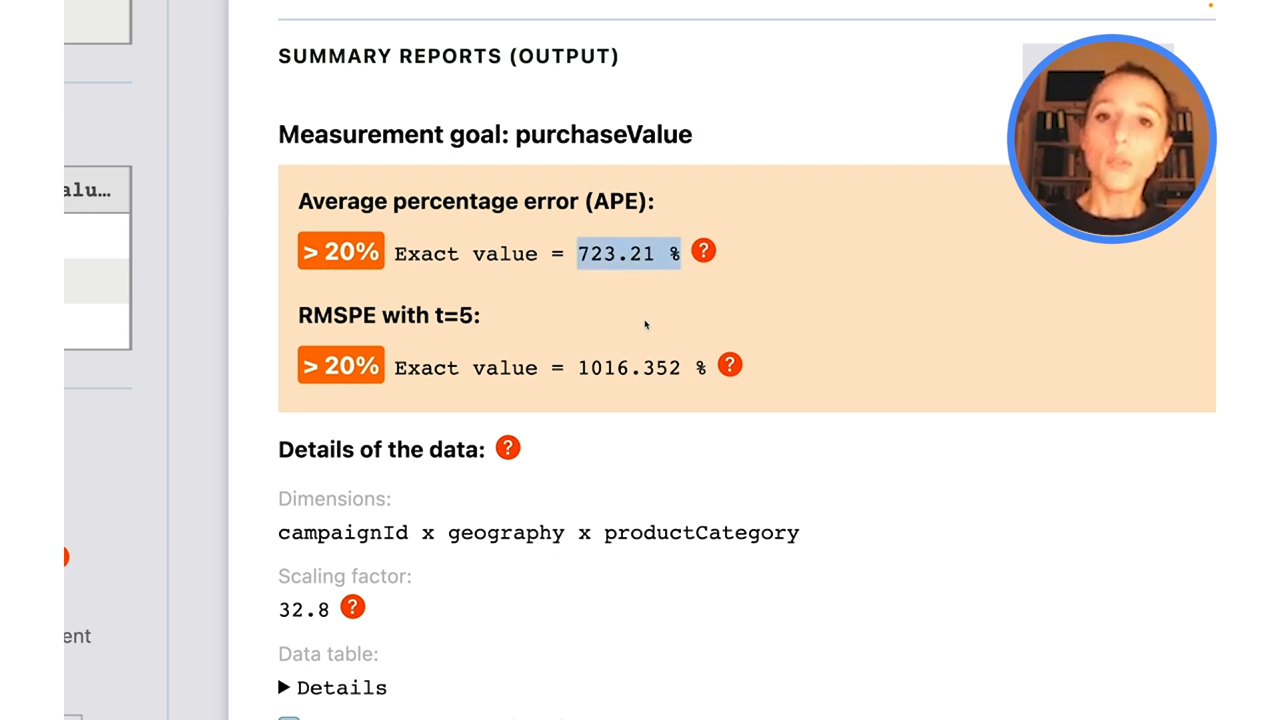 SUMMARY REPORTS (OUTPUT)
Measurement goal: purchaseValue
alu…
Average percentage error (APE):
> 20% Exact value = 723.21 % ?
RMSPE with t=5:
> 20% Exact value = 1016.352 % ?
Details of the data: ?
Dimensions:
campaignId x geography x productCategory
Scaling factor:
32.8 ?
ent
Data table:
▶ Details